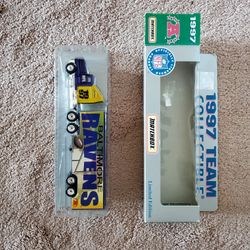 BALTIMORE
RAVENS
1997
MATCHBOX
Limited Edition
1997 TEAM
COLLECTIBLE